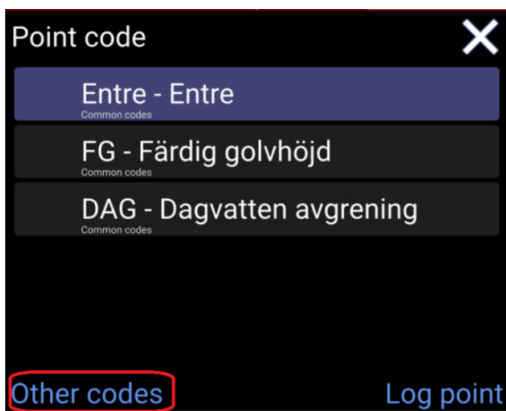 Point code
Entre - Entre
Common codes
FG - Färdig golvhöjd
Common codes
DAG - Dagvatten avgrening
Common codes
Other codes
Log point